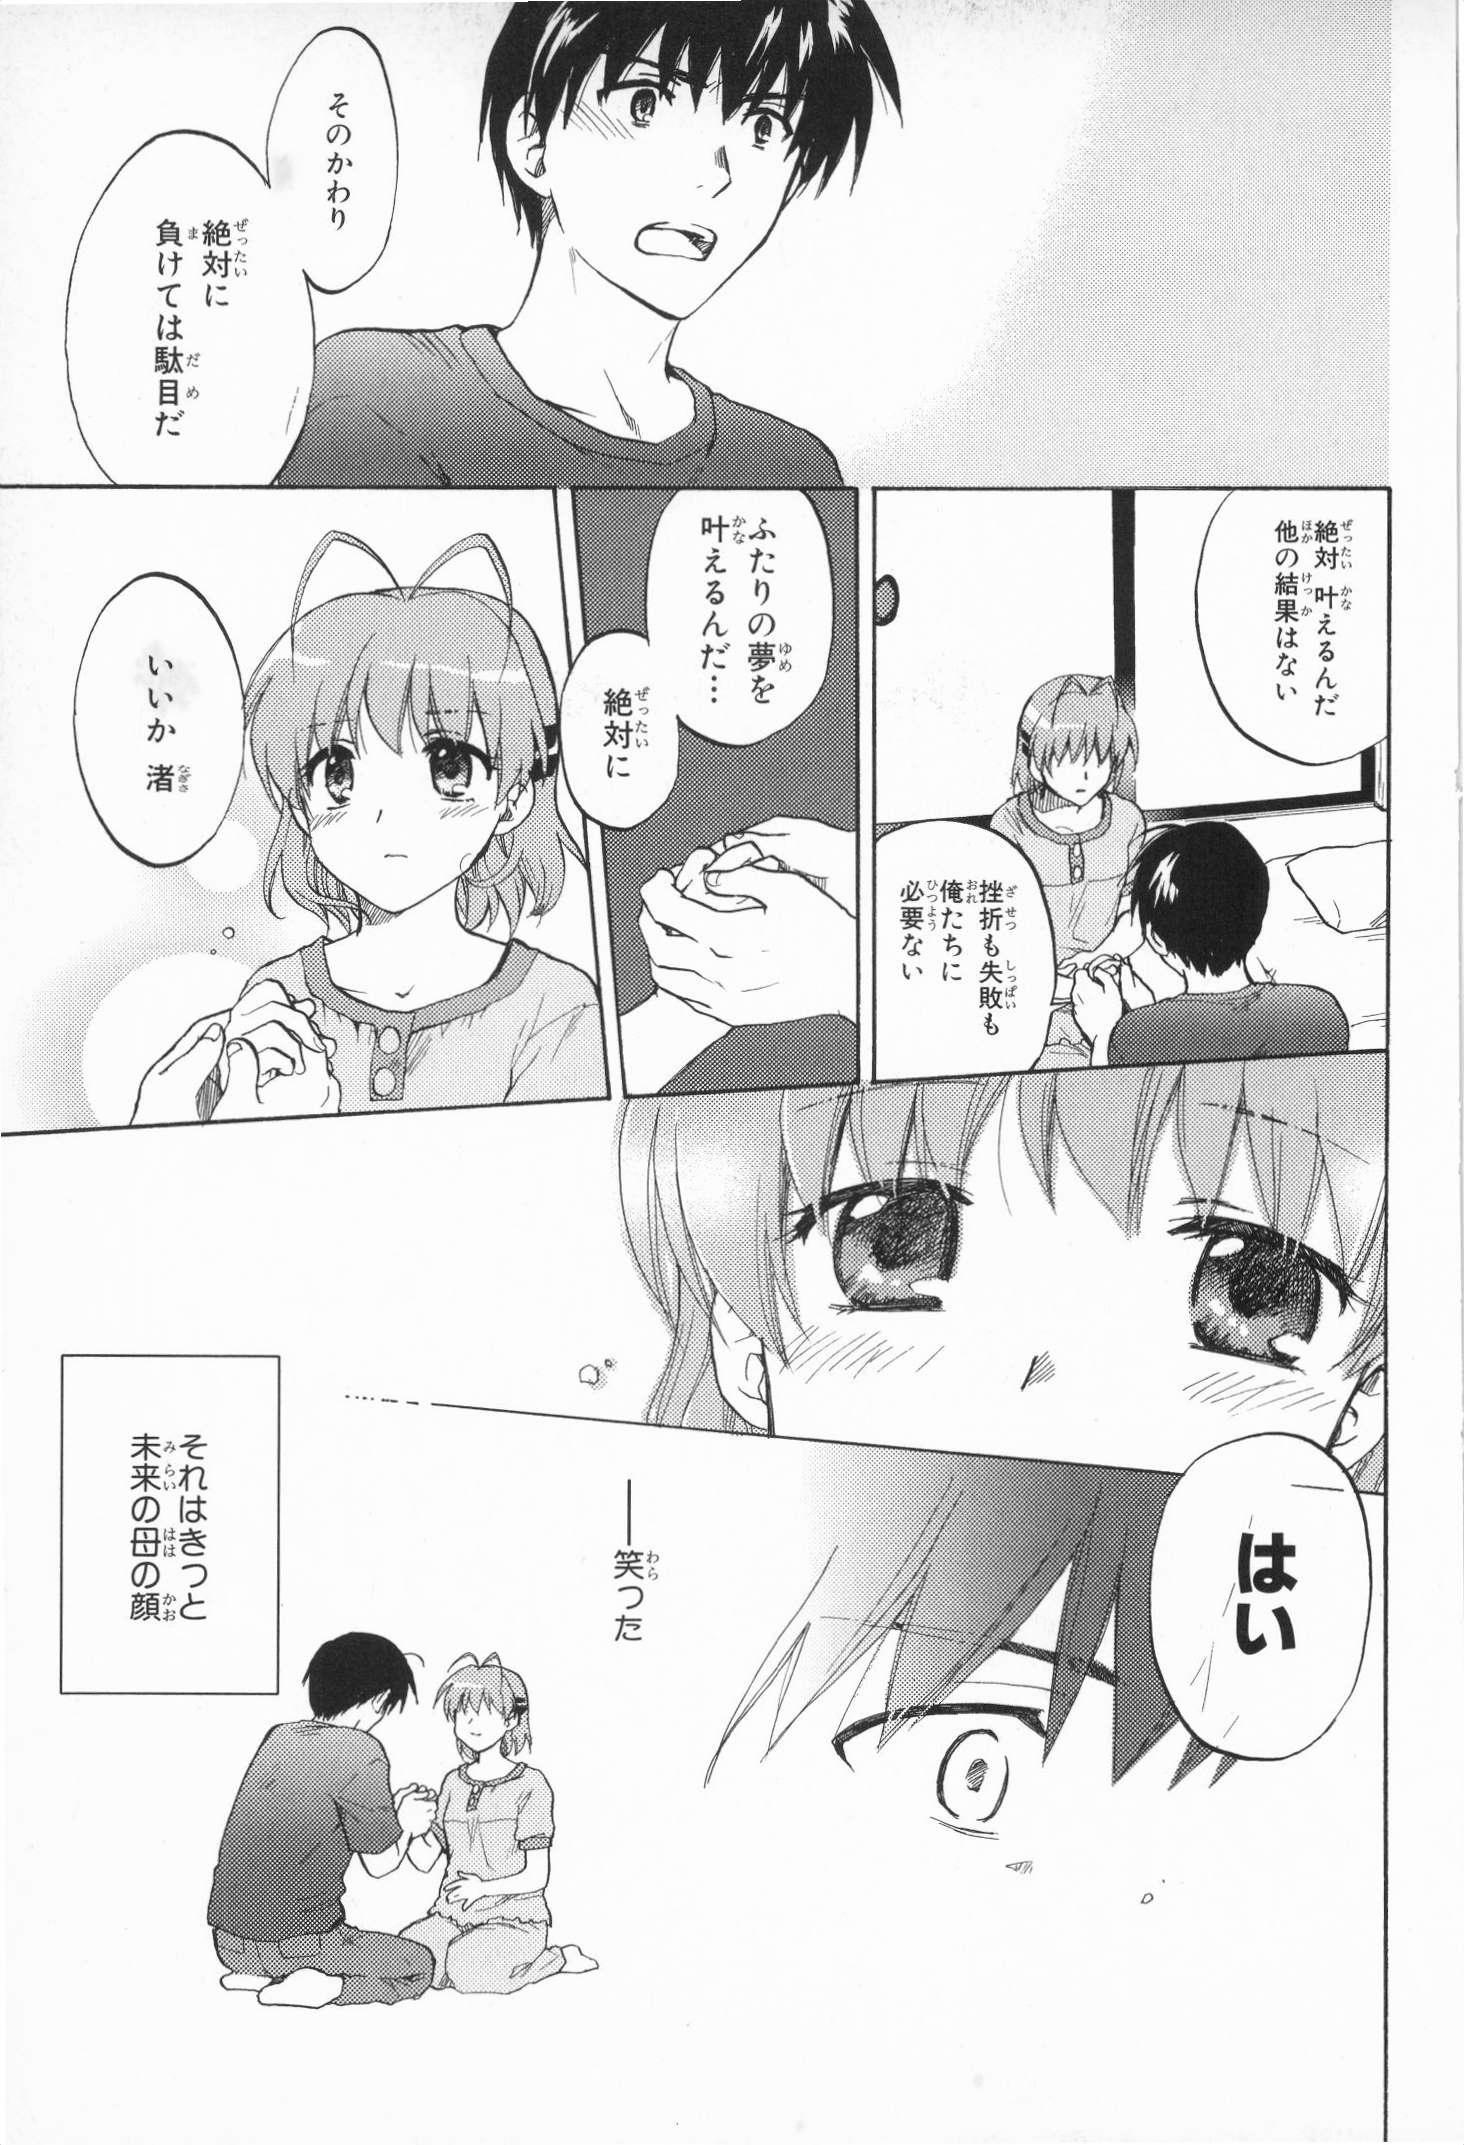 そのかわり
絶対に
負けては駄目だ
絶対 叶えるんだ
他の結果はない
挫折も失敗も
俺たちに
必要ない
ふたりの夢を
叶えるんだ…
絶対に
いいか 渚
はい
―笑った
それはきっと
未来の母の顔